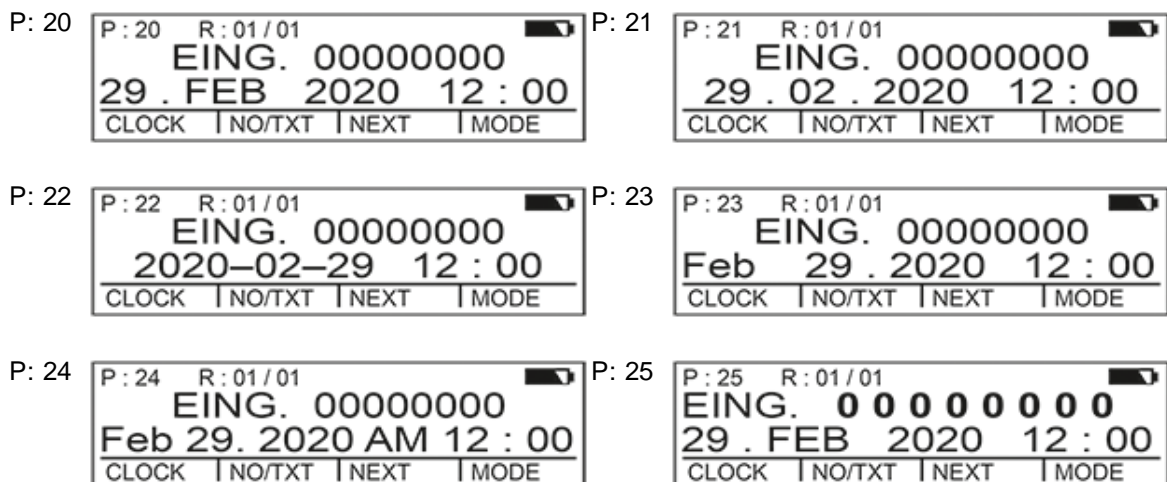 P: 20
P : 20 R : 01 / 01
EING. 00000000
29 . FEB 2020 12 : 00
CLOCK NO/TXT NEXT MODE
P: 21
P : 21 R : 01 / 01
EING. 00000000
29 . 02 . 2020 12 : 00
CLOCK NO/TXT NEXT MODE
P: 22
P : 22 R : 01 / 01
EING. 00000000
2020–02–29 12 : 00
CLOCK NO/TXT NEXT MODE
P: 23
P : 23 R : 01 / 01
EING. 00000000
Feb 29 . 2020 12 : 00
CLOCK NO/TXT NEXT MODE
P: 24
P : 24 R : 01 / 01
EING. 00000000
Feb 29. 2020 AM 12 : 00
CLOCK NO/TXT NEXT MODE
P: 25
P : 25 R : 01 / 01
EING. 0 0 0 0 0 0 0 0
29 . FEB 2020 12 : 00
CLOCK NO/TXT NEXT MODE